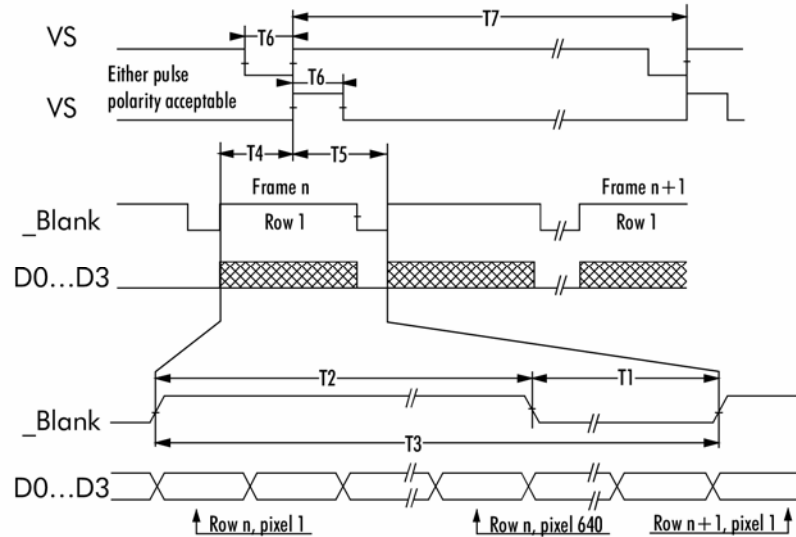 VS
T6
T7
Either pulse
polarity acceptable
T6
VS
T4
T5
Frame n
Frame n+1
_Blank
Row 1
Row 1
D0...D3
T2
T1
_Blank
T3
D0...D3
Row n, pixel 1
Row n, pixel 640
Row n+1, pixel 1